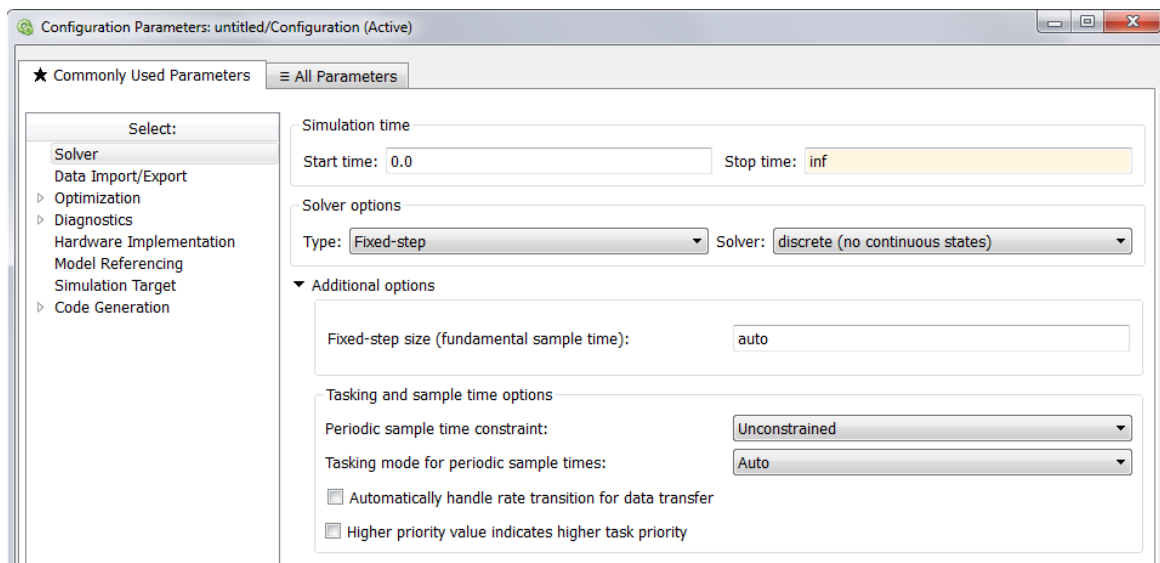 Configuration Parameters: untitled/Configuration (Active)
★ Commonly Used Parameters
≡ All Parameters
Select:
Solver
Data Import/Export
Optimization
Diagnostics
Hardware Implementation
Model Referencing
Simulation Target
Code Generation
Simulation time
Start time: 0.0 Stop time: inf
Solver options
Type: Fixed-step Solver: discrete (no continuous states)
Additional options
Fixed-step size (fundamental sample time): auto
Tasking and sample time options
Periodic sample time constraint: Unconstrained
Tasking mode for periodic sample times: Auto
Automatically handle rate transition for data transfer
Higher priority value indicates higher task priority